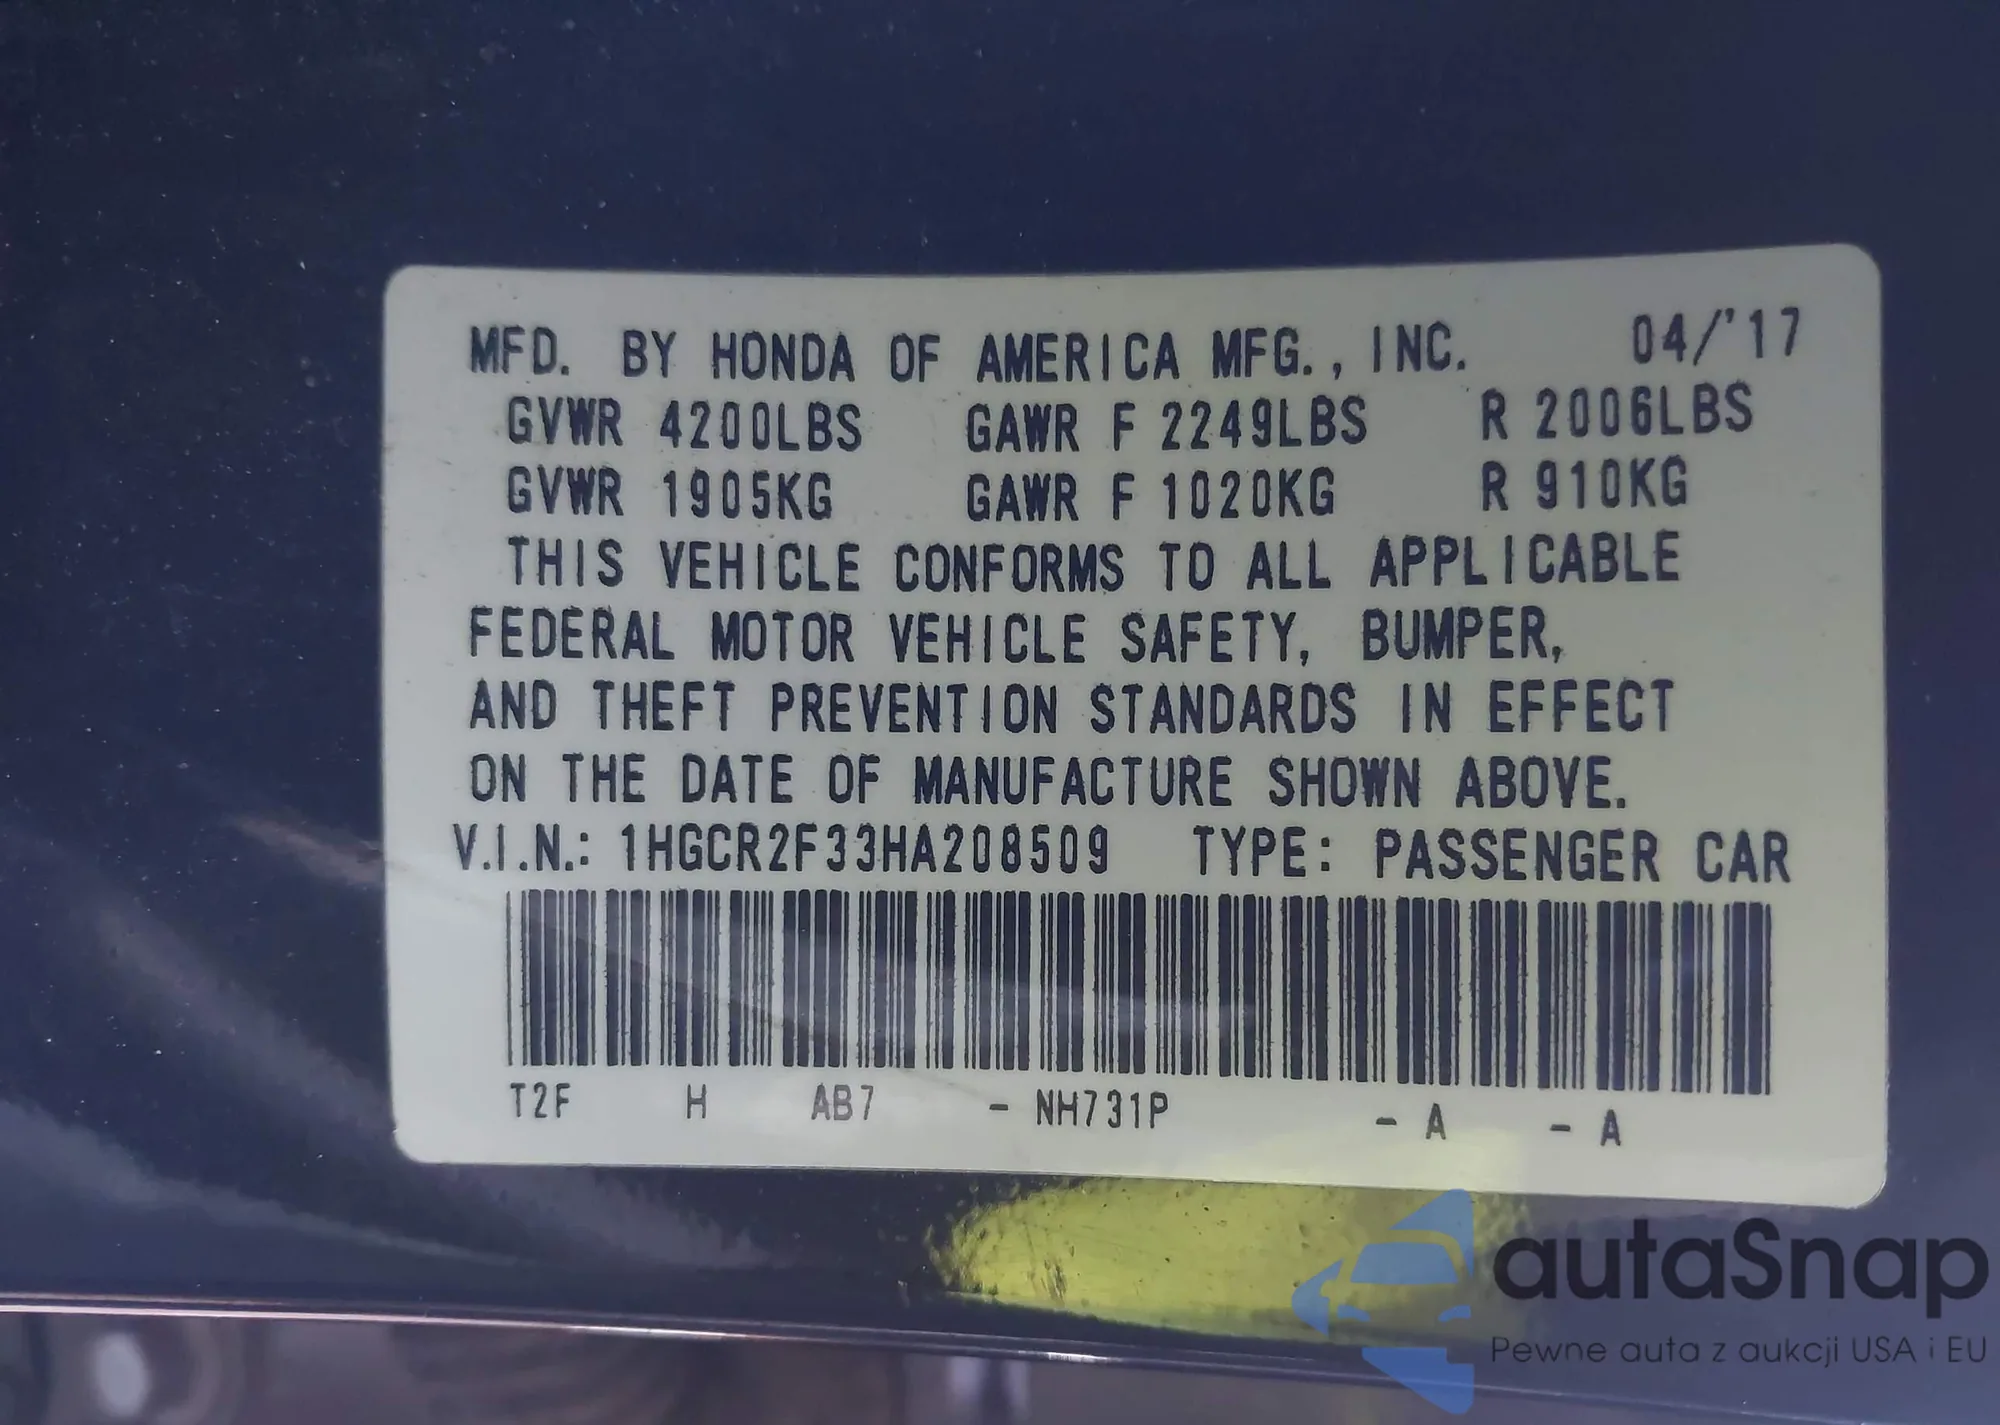 MFD. BY HONDA OF AMERICA MFG., INC. 04/'17
GVWR 4200LBS GAWR F 2249LBS R 2006LBS
GVWR 1905KG GAWR F 1020KG R 910KG
THIS VEHICLE CONFORMS TO ALL APPLICABLE
FEDERAL MOTOR VEHICLE SAFETY, BUMPER,
AND THEFT PREVENTION STANDARDS IN EFFECT
ON THE DATE OF MANUFACTURE SHOWN ABOVE.
V.I.N.: 1HGCR2F33HA208509 TYPE: PASSENGER CAR
T2F H AB7 - NH731P - A - A
autaSnap
Pewne auta z aukcji USA i EU